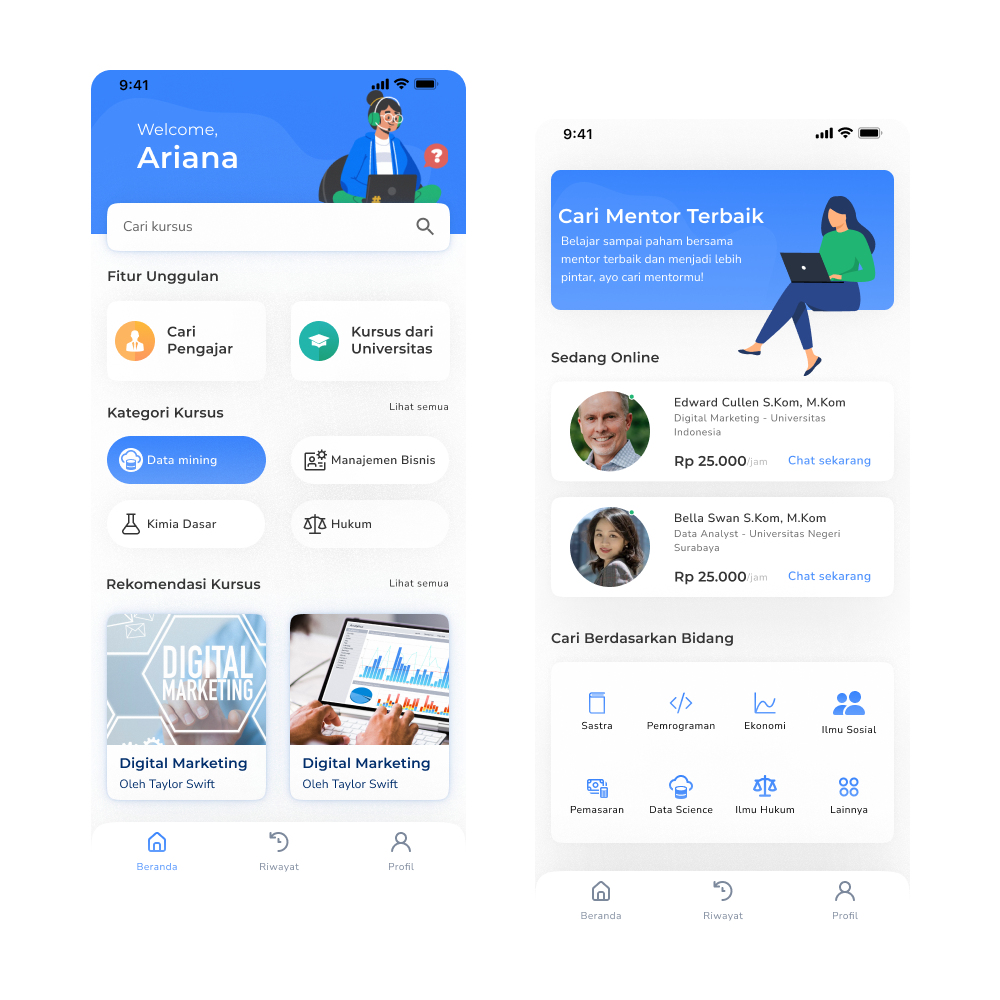 9:41
Welcome,
Ariana
?
Cari kursus
Fitur Unggulan
Cari
Pengajar
Kursus dari
Universitas
Kategori Kursus
Lihat semua
Data mining
Manajemen Bisnis
Kimia Dasar
Hukum
Rekomendasi Kursus
Lihat semua
DIGITAL
MARKETING
Digital Marketing
Oleh Taylor Swift
Digital Marketing
Oleh Taylor Swift
Beranda
Riwayat
Profil
9:41
Cari Mentor Terbaik
Belajar sampai paham bersama
mentor terbaik dan menjadi lebih
pintar, ayo cari mentormu!
Sedang Online
Edward Cullen S.Kom, M.Kom
Digital Marketing - Universitas
Indonesia
Rp 25.000/jam
Chat sekarang
Bella Swan S.Kom, M.Kom
Data Analyst - Universitas Negeri
Surabaya
Rp 25.000/jam
Chat sekarang
Cari Berdasarkan Bidang
Sastra
Pemrograman
Ekonomi
Ilmu Sosial
Pemasaran
Data Science
Ilmu Hukum
Lainnya
Beranda
Riwayat
Profil